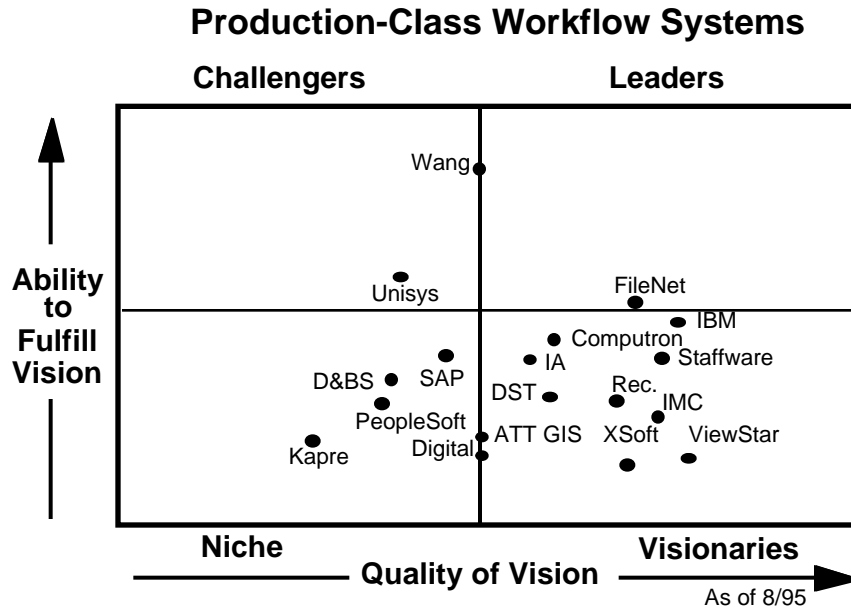 Production-Class Workflow Systems
Challengers
Leaders
Wang
Unisys
FileNet
IBM
Computron
Staffware
IA
SAP
D&BS
DST
Rec.
IMC
PeopleSoft
ATT GIS
XSoft
ViewStar
Digital
Kapre
Ability
to
Fulfill
Vision
Niche
Visionaries
Quality of Vision
As of 8/95